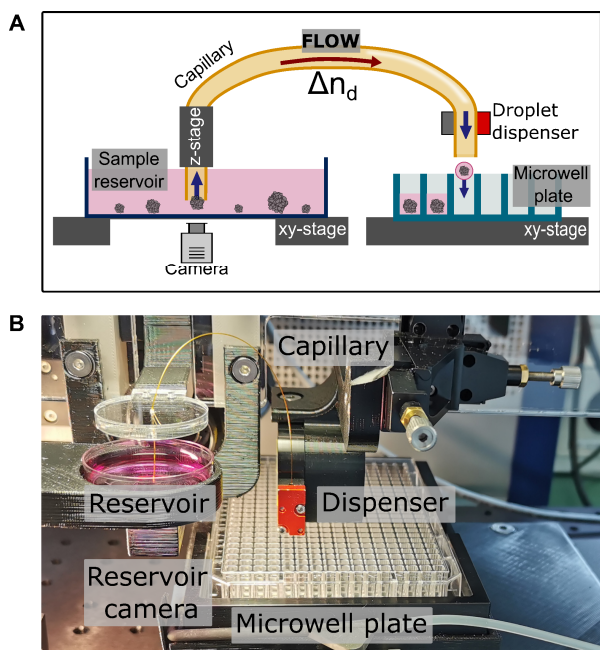 A
FLOW
Capillary
Δn_d
z-stage
Droplet
dispenser
Sample
reservoir
Microwell
plate
xy-stage
xy-stage
Camera
B
Capillary
Reservoir
Dispenser
Reservoir
camera
Microwell plate